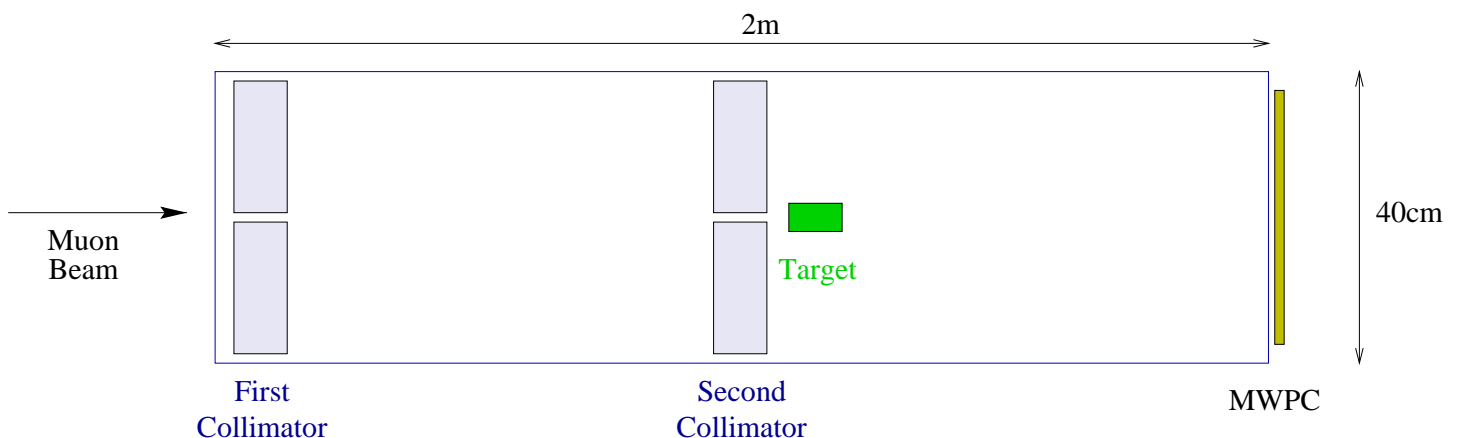 2m
Muon
Beam
40cm
Target
First
Collimator
Second
Collimator
MWPC